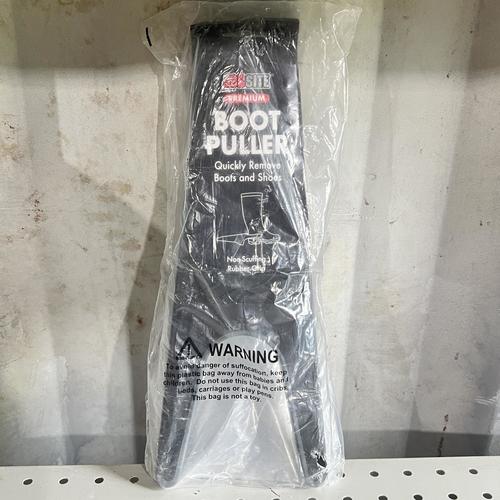 SITE
PREMIUM
BOOT
PULLER
Quickly Remove
Boots and Shoes
Non-Scuffing
Rubber Grip
WARNING
To avoid danger of suffocation, keep
this plastic bag away from babies and
children. Do not use this bag in cribs,
beds, carriages or play pens.
This bag is not a toy.